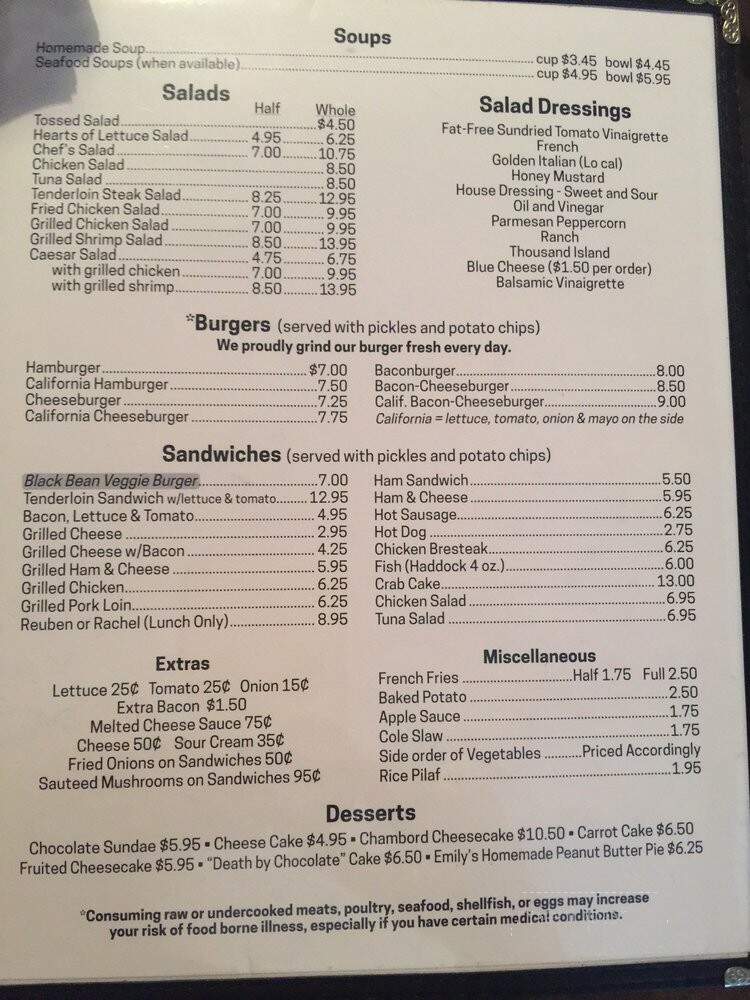 Soups
Homemade Soup.................... cup $3.45 bowl $4.45
Seafood Soups (when available).................... cup $4.95 bowl $5.95
Salads
Half Whole
Tossed Salad.................... $4.50
Hearts of Lettuce Salad.......... 4.95.......... 6.25
Chef's Salad.......... 7.00.......... 10.75
Chicken Salad.................... 8.50
Tuna Salad.................... 8.50
Tenderloin Steak Salad.......... 8.25.......... 12.95
Fried Chicken Salad.......... 7.00.......... 9.95
Grilled Chicken Salad.......... 7.00.......... 9.95
Grilled Shrimp Salad.......... 8.50.......... 13.95
Caesar Salad.......... 4.75.......... 6.75
with grilled chicken.......... 7.00.......... 9.95
with grilled shrimp.......... 8.50.......... 13.95
Salad Dressings
Fat-Free Sundried Tomato Vinaigrette
French
Golden Italian (Lo cal)
Honey Mustard
House Dressing - Sweet and Sour
Oil and Vinegar
Parmesan Peppercorn
Ranch
Thousand Island
Blue Cheese ($1.50 per order)
Balsamic Vinaigrette
*Burgers (served with pickles and potato chips)
We proudly grind our burger fresh every day.
Hamburger.................... $7.00
California Hamburger.................... 7.50
Cheeseburger.................... 7.25
California Cheeseburger.................... 7.75
Baconburger.................... 8.00
Bacon-Cheeseburger.................... 8.50
Calif. Bacon-Cheeseburger.................... 9.00
California = lettuce, tomato, onion & mayo on the side
Sandwiches (served with pickles and potato chips)
Black Bean Veggie Burger.................... 7.00
Tenderloin Sandwich w/lettuce & tomato........ 12.95
Bacon, Lettuce & Tomato.................... 4.95
Grilled Cheese.................... 2.95
Grilled Cheese w/Bacon.................... 4.25
Grilled Ham & Cheese.................... 5.95
Grilled Chicken.................... 6.25
Grilled Pork Loin.................... 6.25
Reuben or Rachel (Lunch Only).................... 8.95
Ham Sandwich.................... 5.50
Ham & Cheese.................... 5.95
Hot Sausage.................... 6.25
Hot Dog.................... 2.75
Chicken Bresteak.................... 6.25
Fish (Haddock 4 oz.).................... 6.00
Crab Cake.................... 13.00
Chicken Salad.................... 6.95
Tuna Salad.................... 6.95
Extras
Lettuce 25¢ Tomato 25¢ Onion 15¢
Extra Bacon $1.50
Melted Cheese Sauce 75¢
Cheese 50¢ Sour Cream 35¢
Fried Onions on Sandwiches 50¢
Sauteed Mushrooms on Sandwiches 95¢
Miscellaneous
French Fries.................... Half 1.75 Full 2.50
Baked Potato.................... 2.50
Apple Sauce.................... 1.75
Cole Slaw.................... 1.75
Side order of Vegetables.......... Priced Accordingly
Rice Pilaf.................... 1.95
Desserts
Chocolate Sundae $5.95 ▪ Cheese Cake $4.95 ▪ Chambord Cheesecake $10.50 ▪ Carrot Cake $6.50
Fruited Cheesecake $5.95 ▪ "Death by Chocolate" Cake $6.50 ▪ Emily's Homemade Peanut Butter Pie $6.25
*Consuming raw or undercooked meats, poultry, seafood, shellfish, or eggs may increase
your risk of food borne illness, especially if you have certain medical conditions.